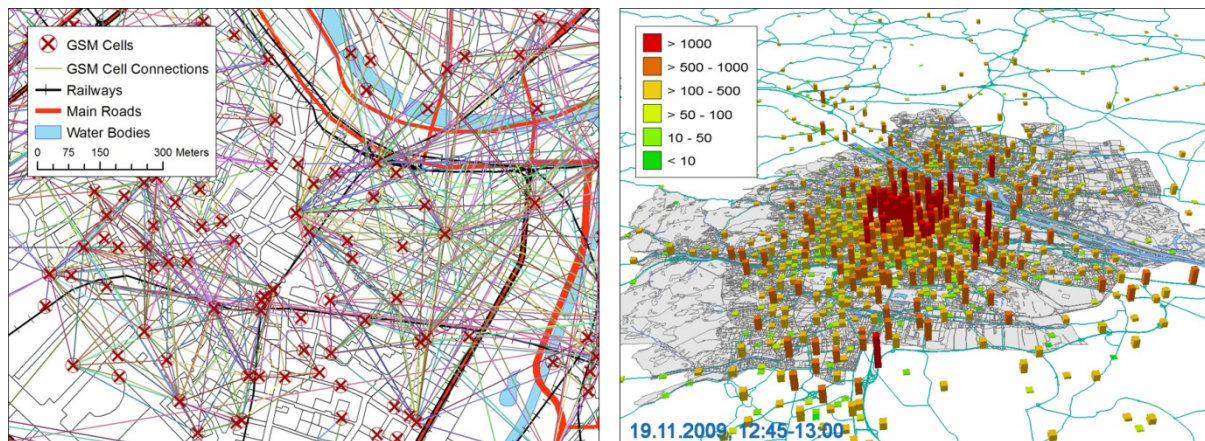 GSM Cells
GSM Cell Connections
Railways
Main Roads
Water Bodies
0 75 150 300 Meters
> 1000
> 500 - 1000
> 100 - 500
> 50 - 100
10 - 50
< 10
19.11.2009, 12:45-13:00